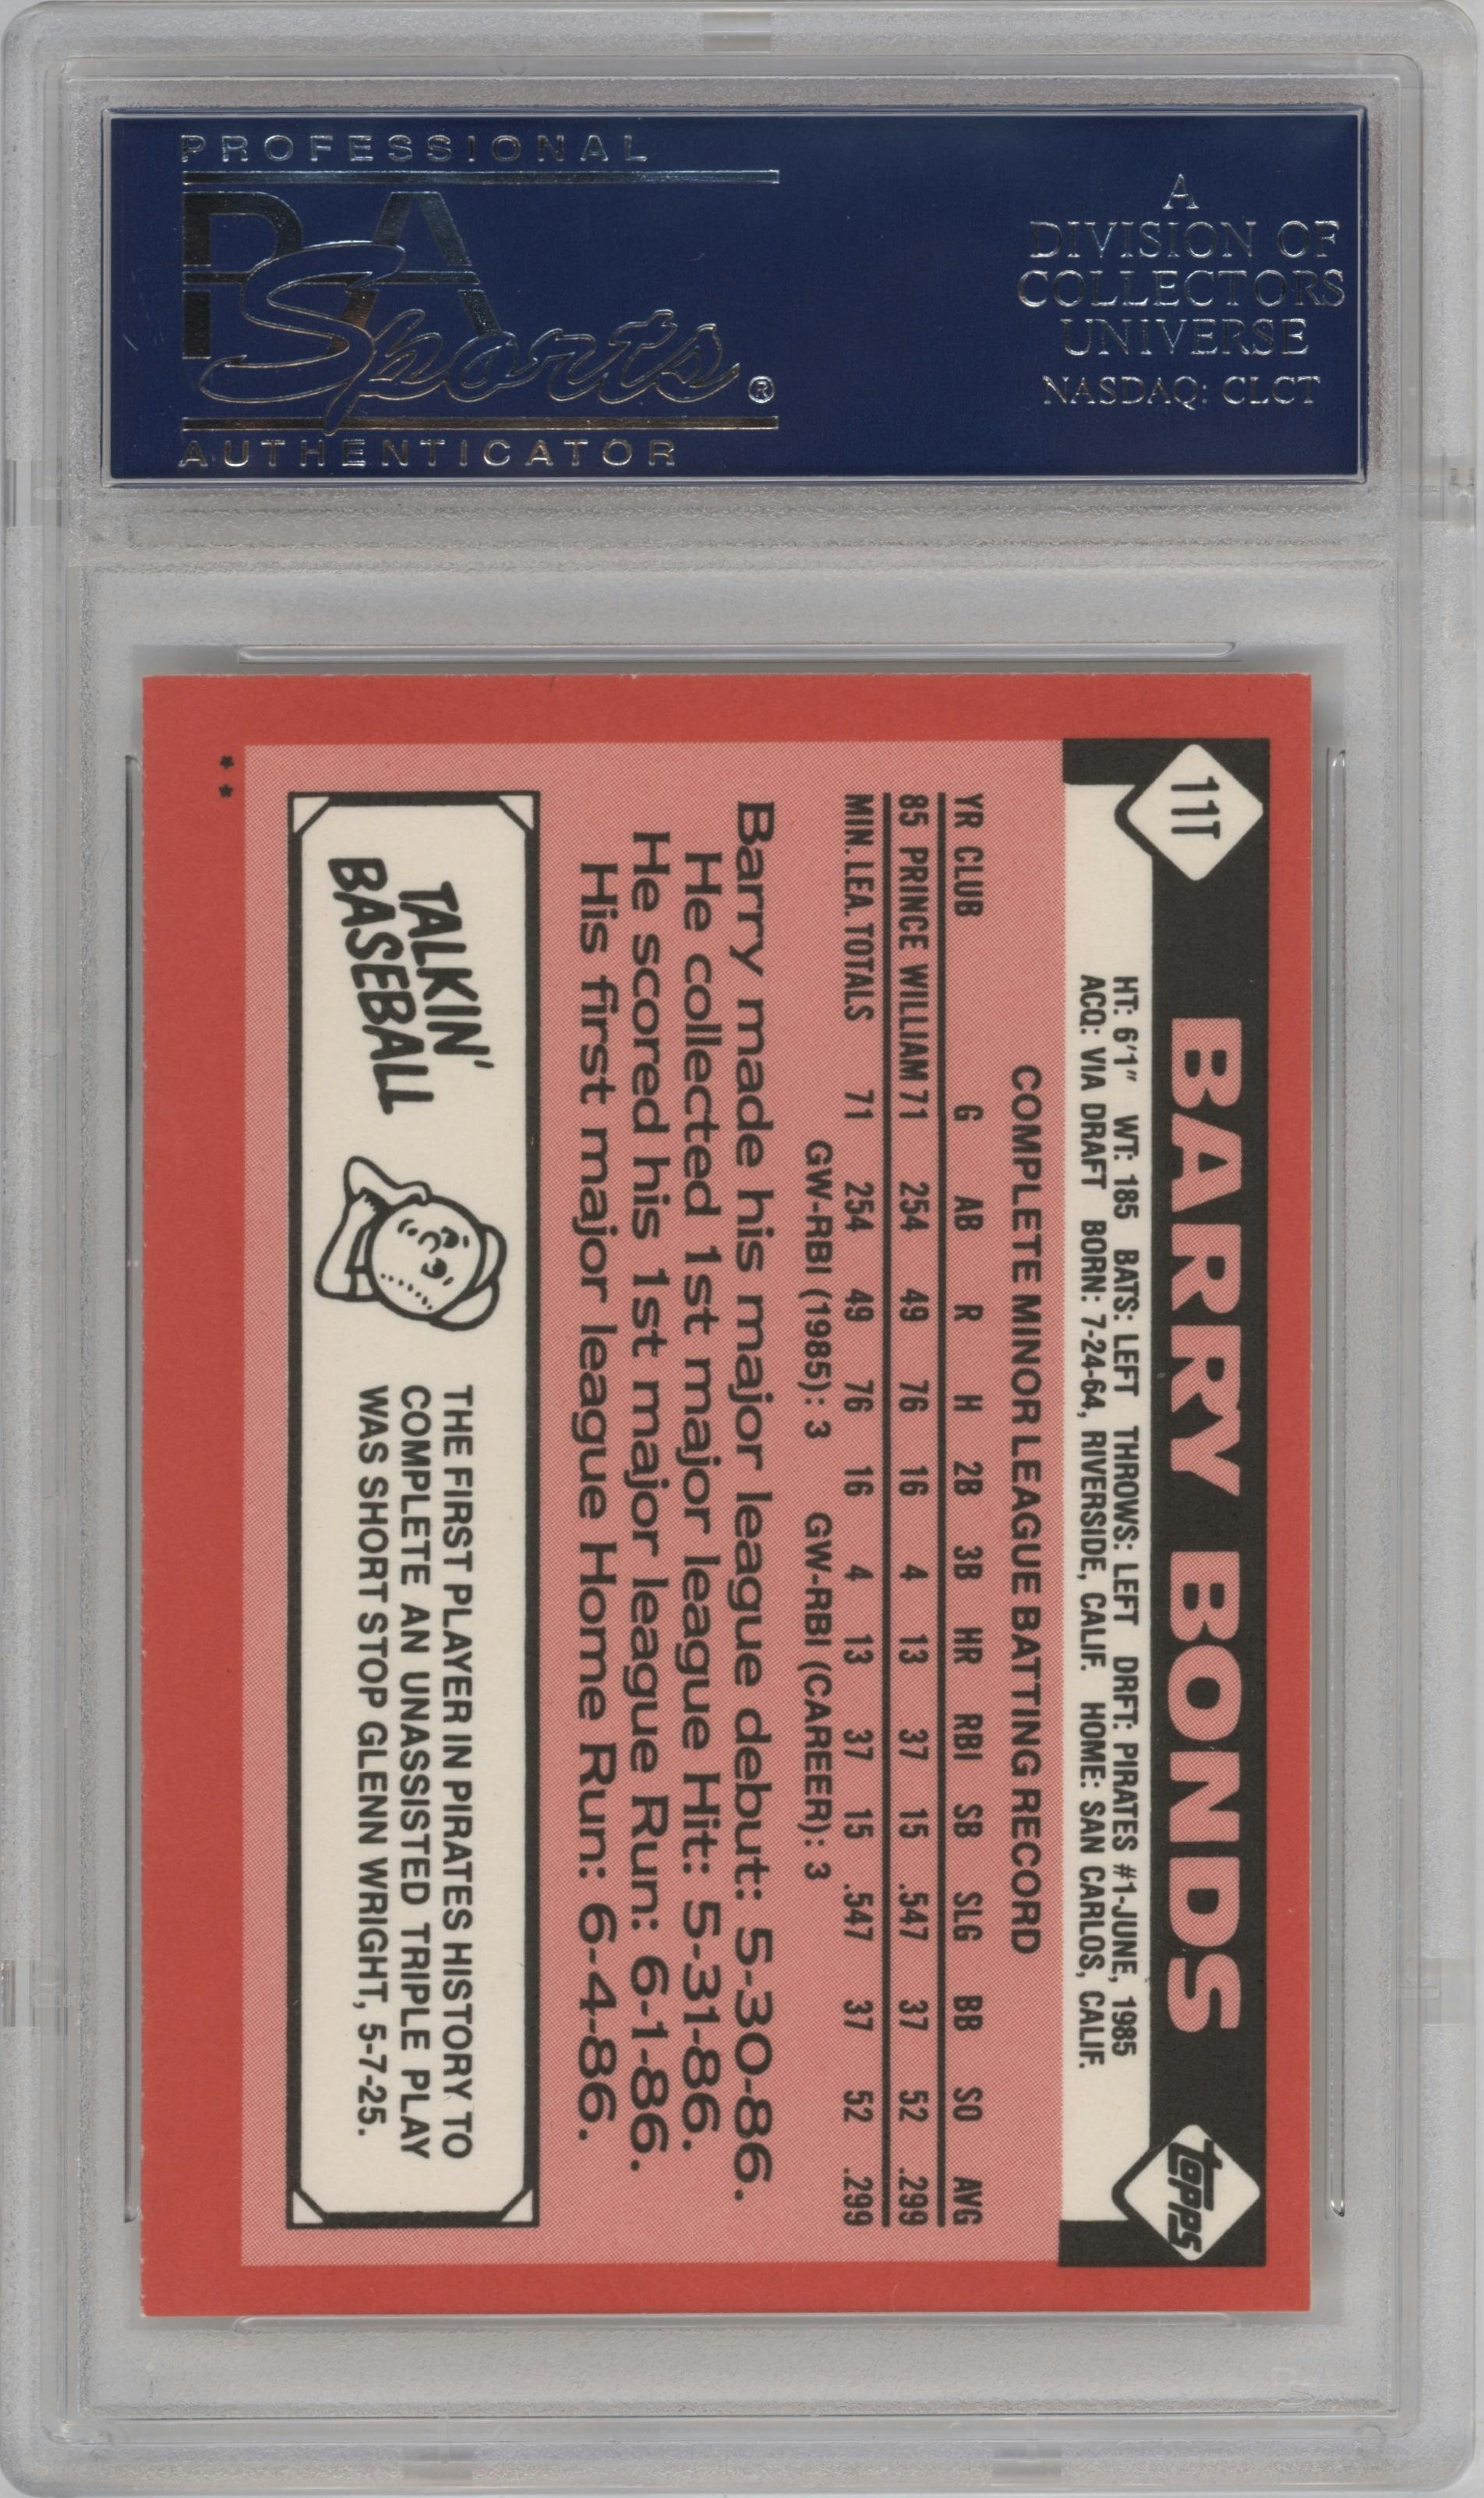 PROFESSIONAL
PSA
Sports®
AUTHENTICATOR
A
DIVISION OF
COLLECTORS
UNIVERSE
NASDAQ: CLCT
11T
BARRY BONDS
topps
HT: 6'1" WT: 185 BATS: LEFT THROWS: LEFT DRFT: PIRATES #1-JUNE, 1985
ACQ: VIA DRAFT BORN: 7-24-64, RIVERSIDE, CALIF. HOME: SAN CARLOS, CALIF.
COMPLETE MINOR LEAGUE BATTING RECORD
YR CLUB G AB R H 2B 3B HR RBI SB SLG BB SO AVG
85 PRINCE WILLIAM 71 254 49 76 16 4 13 37 15 .547 37 52 .299
MIN. LEA. TOTALS 71 254 49 76 16 4 13 37 15 .547 37 52 .299
GW-RBI (1985): 3 GW-RBI (CAREER): 3
Barry made his major league debut: 5-30-86.
He collected 1st major league Hit: 5-31-86.
He scored his 1st major league Run: 6-1-86.
His first major league Home Run: 6-4-86.
TALKIN'
BASEBALL
THE FIRST PLAYER IN PIRATES HISTORY TO
COMPLETE AN UNASSISTED TRIPLE PLAY
WAS SHORT STOP GLENN WRIGHT, 5-7-25.
**